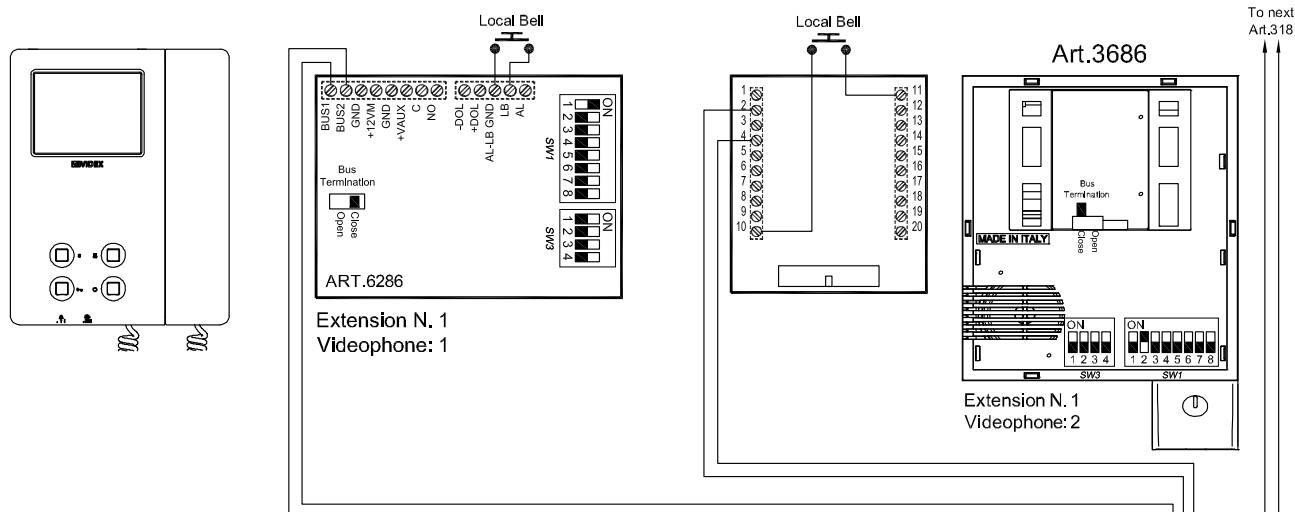 To next
Art.318
Local Bell
Local Bell
Art.3686
VIDEX
BUS1
BUS2
GND
+12VM
GND
+VAUX
C
NO
-DOL
+DOL
AL-LB GND
LB
AL
1
2
3
4
5
6
7
8
ON
SW1
1
2
3
4
ON
SW3
Bus
Termination
Open
Close
ART.6286
Extension N. 1
Videophone: 1
1
2
3
4
5
6
7
8
9
10
11
12
13
14
15
16
17
18
19
20
Bus
Termination
Close
Open
MADE IN ITALY
ON
1 2 3 4
SW3
ON
1 2 3 4 5 6 7 8
SW1
Extension N. 1
Videophone: 2